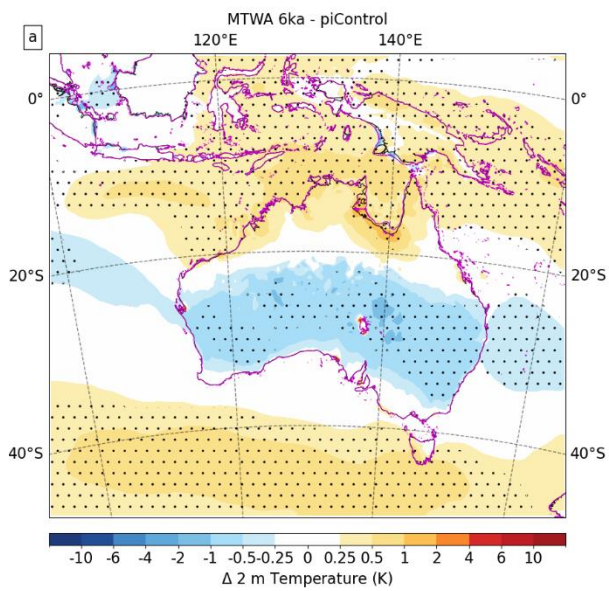 MTWA 6ka - piControl
a
120°E 140°E
0° 0°
20°S 20°S
40°S 40°S
-10 -6 -4 -2 -1 -0.5 -0.25 0 0.25 0.5 1 2 4 6 10
Δ 2 m Temperature (K)